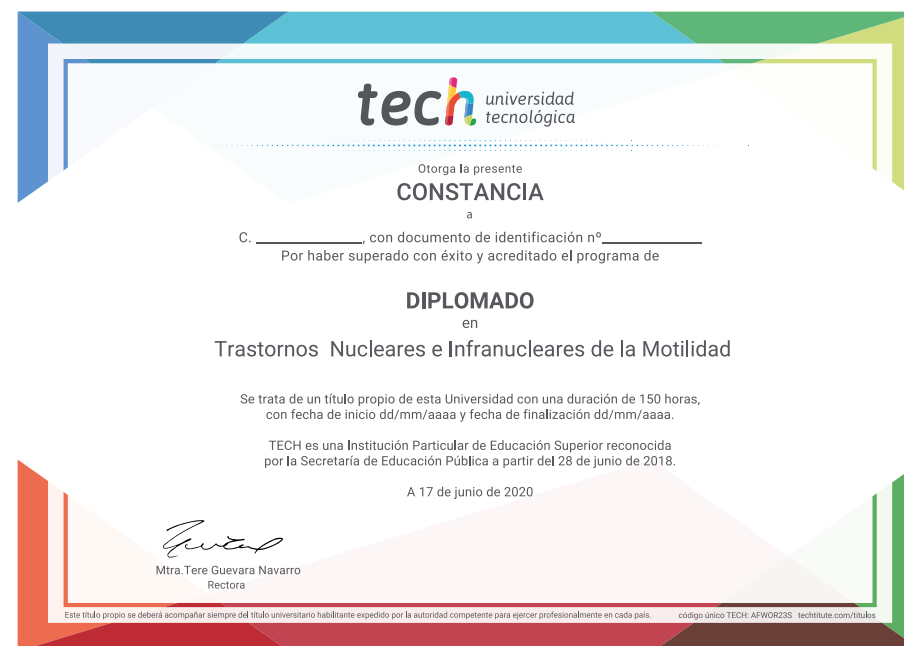 tech universidad
tecnológica
Otorga la presente
CONSTANCIA
a
C. ______________, con documento de identificación nº_____________
Por haber superado con éxito y acreditado el programa de
DIPLOMADO
en
Trastornos Nucleares e Infranucleares de la Motilidad
Se trata de un título propio de esta Universidad con una duración de 150 horas,
con fecha de inicio dd/mm/aaaa y fecha de finalización dd/mm/aaaa.
TECH es una Institución Particular de Educación Superior reconocida
por la Secretaría de Educación Pública a partir del 28 de junio de 2018.
A 17 de junio de 2020
Mtra.Tere Guevara Navarro
Rectora
Este título propio se deberá acompañar siempre del título universitario habilitante expedido por la autoridad competente para ejercer profesionalmente en cada país. código único TECH: AFWOR23S techtitute.com/titulos